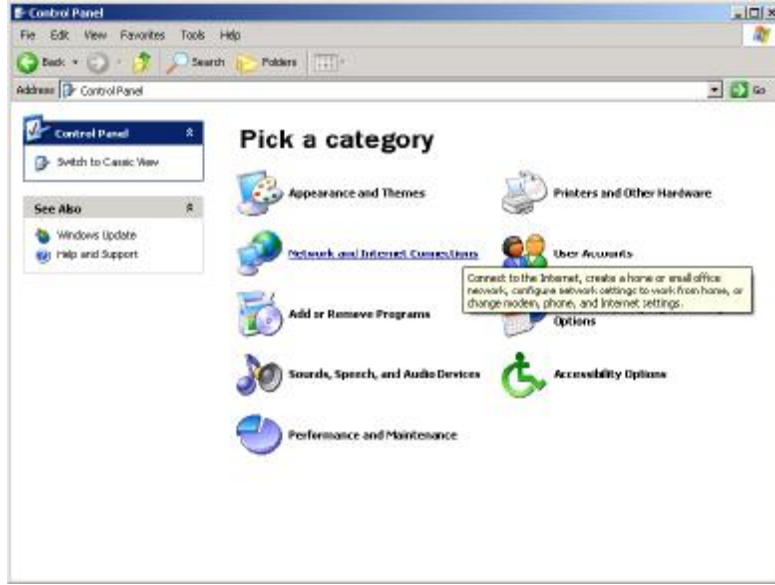 Control Panel
File Edit View Favorites Tools Help
Back Search Folders
Address Control Panel Go
Control Panel
Switch to Classic View
See Also
Windows Update
Help and Support
Pick a category
Appearance and Themes
Printers and Other Hardware
Network and Internet Connections
User Accounts
Connect to the Internet, create a home or small office
network, configure network settings to work from home, or
change modem, phone, and Internet settings.
Add or Remove Programs
Options
Sounds, Speech, and Audio Devices
Accessibility Options
Performance and Maintenance